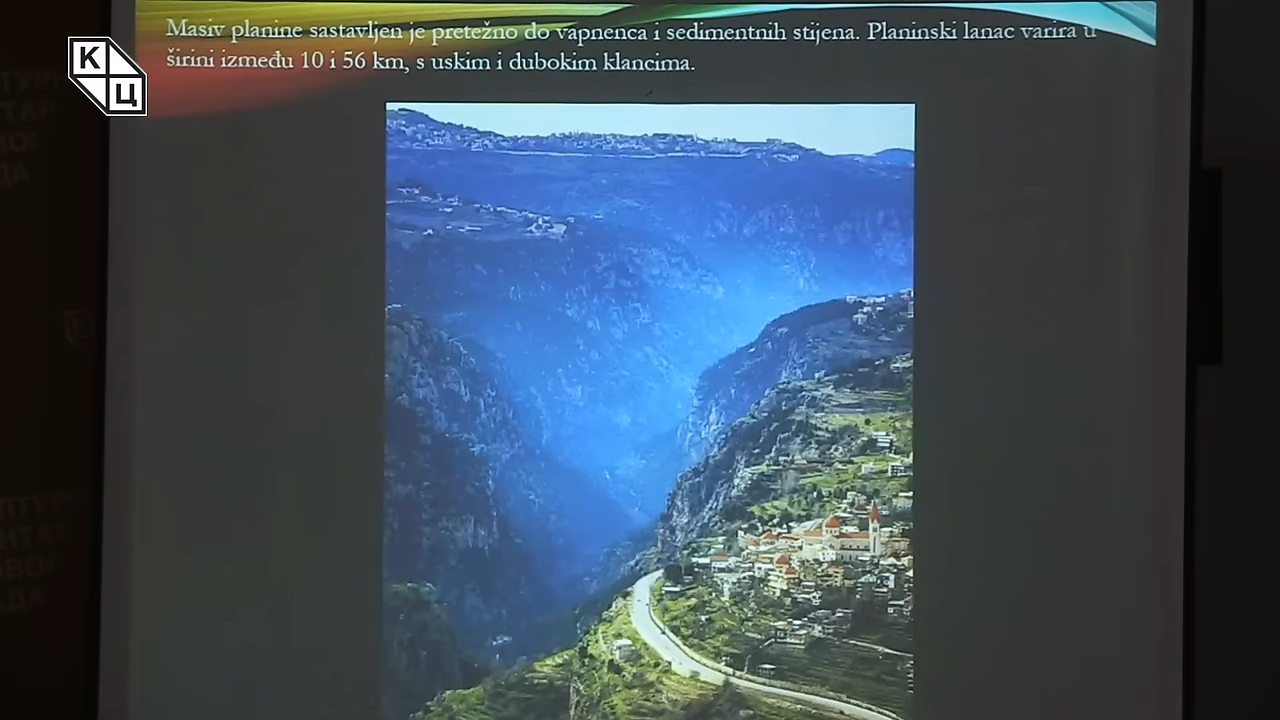 Masiv planine sastavljen je pretežno do vapnenca i sedimentnih stijena. Planinski lanac varira u
širini između 10 i 56 km, s uskim i dubokim klancima.
К
Ц